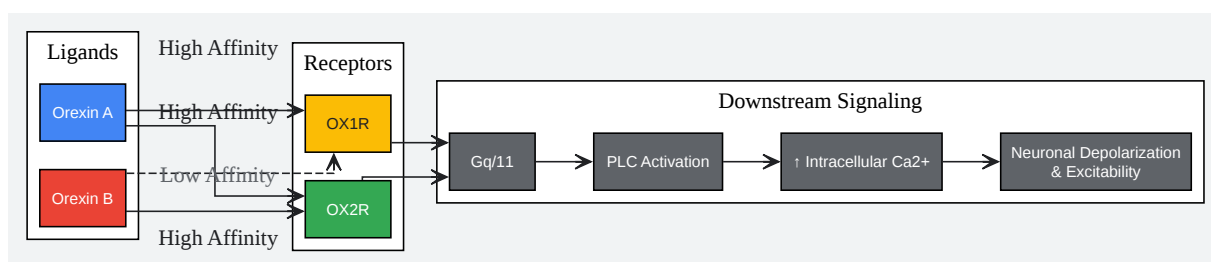 Ligands
Orexin A
Orexin B
High Affinity
High Affinity
Low Affinity
High Affinity
Receptors
OX1R
OX2R
Downstream Signaling
Gq/11
PLC Activation
↑ Intracellular Ca2+
Neuronal Depolarization
& Excitability